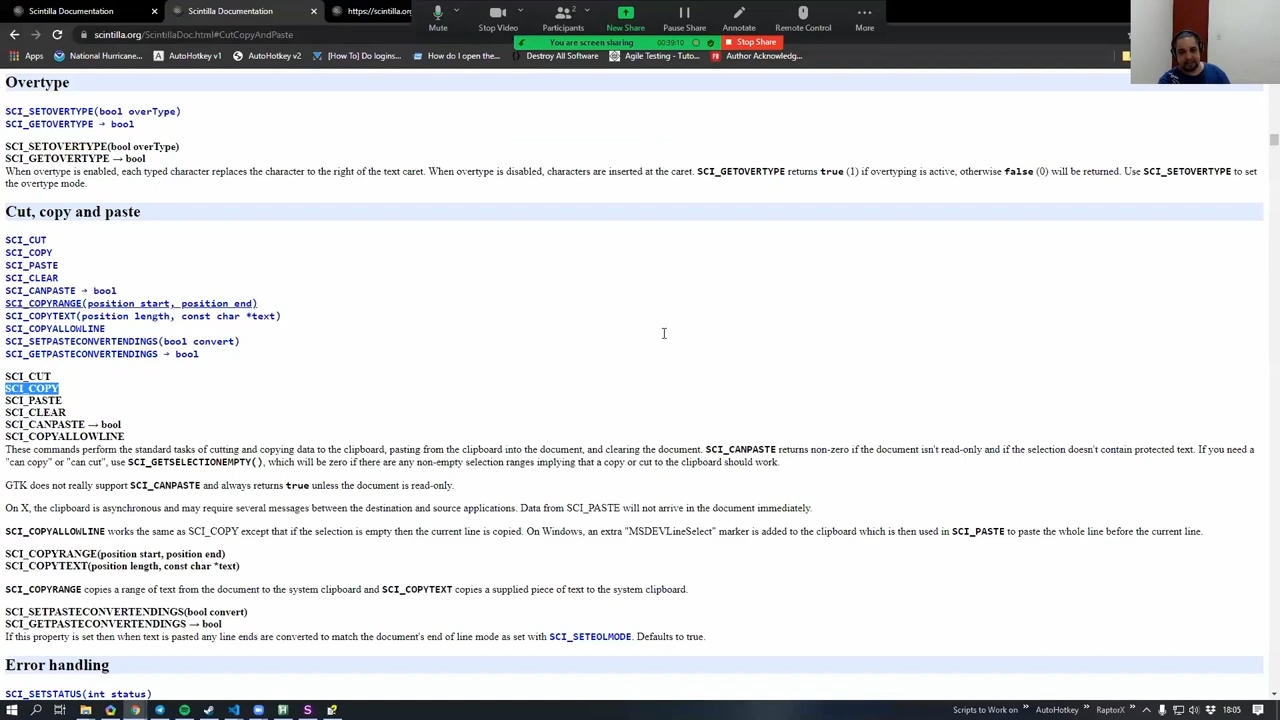 Scintilla Documentation
Scintilla Documentation
https://scintilla.org
Mute
Stop Video
Participants
2
New Share
Pause Share
Annotate
Remote Control
More
scintilla.org/ScintillaDoc.html#CutCopyAndPaste
You are screen sharing
00:39:10
Stop Share
Apps
National Hurricane...
AutoHotkey v1
AutoHotkey v2
[How To] Do logins...
How do I open the...
Destroy All Software
Agile Testing - Tuto...
Author Acknowledg...
Overtype
SCI_SETOVERTYPE(bool overType)
SCI_GETOVERTYPE → bool
SCI_SETOVERTYPE(bool overType)
SCI_GETOVERTYPE → bool
When overtype is enabled, each typed character replaces the character to the right of the text caret. When overtype is disabled, characters are inserted at the caret. SCI_GETOVERTYPE returns true (1) if overtyping is active, otherwise false (0) will be returned. Use SCI_SETOVERTYPE to set
the overtype mode.
Cut, copy and paste
SCI_CUT
SCI_COPY
SCI_PASTE
SCI_CLEAR
SCI_CANPASTE → bool
SCI_COPYRANGE(position start, position end)
SCI_COPYTEXT(position length, const char *text)
SCI_COPYALLOWLINE
SCI_SETPASTECONVERTENDINGS(bool convert)
SCI_GETPASTECONVERTENDINGS → bool
SCI_CUT
SCI_COPY
SCI_PASTE
SCI_CLEAR
SCI_CANPASTE → bool
SCI_COPYALLOWLINE
These commands perform the standard tasks of cutting and copying data to the clipboard, pasting from the clipboard into the document, and clearing the document. SCI_CANPASTE returns non-zero if the document isn't read-only and if the selection doesn't contain protected text. If you need a
"can copy" or "can cut", use SCI_GETSELECTIONEMPTY(), which will be zero if there are any non-empty selection ranges implying that a copy or cut to the clipboard should work.
GTK does not really support SCI_CANPASTE and always returns true unless the document is read-only.
On X, the clipboard is asynchronous and may require several messages between the destination and source applications. Data from SCI_PASTE will not arrive in the document immediately.
SCI_COPYALLOWLINE works the same as SCI_COPY except that if the selection is empty then the current line is copied. On Windows, an extra "MSDEVLineSelect" marker is added to the clipboard which is then used in SCI_PASTE to paste the whole line before the current line.
SCI_COPYRANGE(position start, position end)
SCI_COPYTEXT(position length, const char *text)
SCI_COPYRANGE copies a range of text from the document to the system clipboard and SCI_COPYTEXT copies a supplied piece of text to the system clipboard.
SCI_SETPASTECONVERTENDINGS(bool convert)
SCI_GETPASTECONVERTENDINGS → bool
If this property is set then when text is pasted any line ends are converted to match the document's end of line mode as set with SCI_SETEOLMODE. Defaults to true.
Error handling
SCI_SETSTATUS(int status)
Scripts to Work on
AutoHotkey
RaptorX
18:05